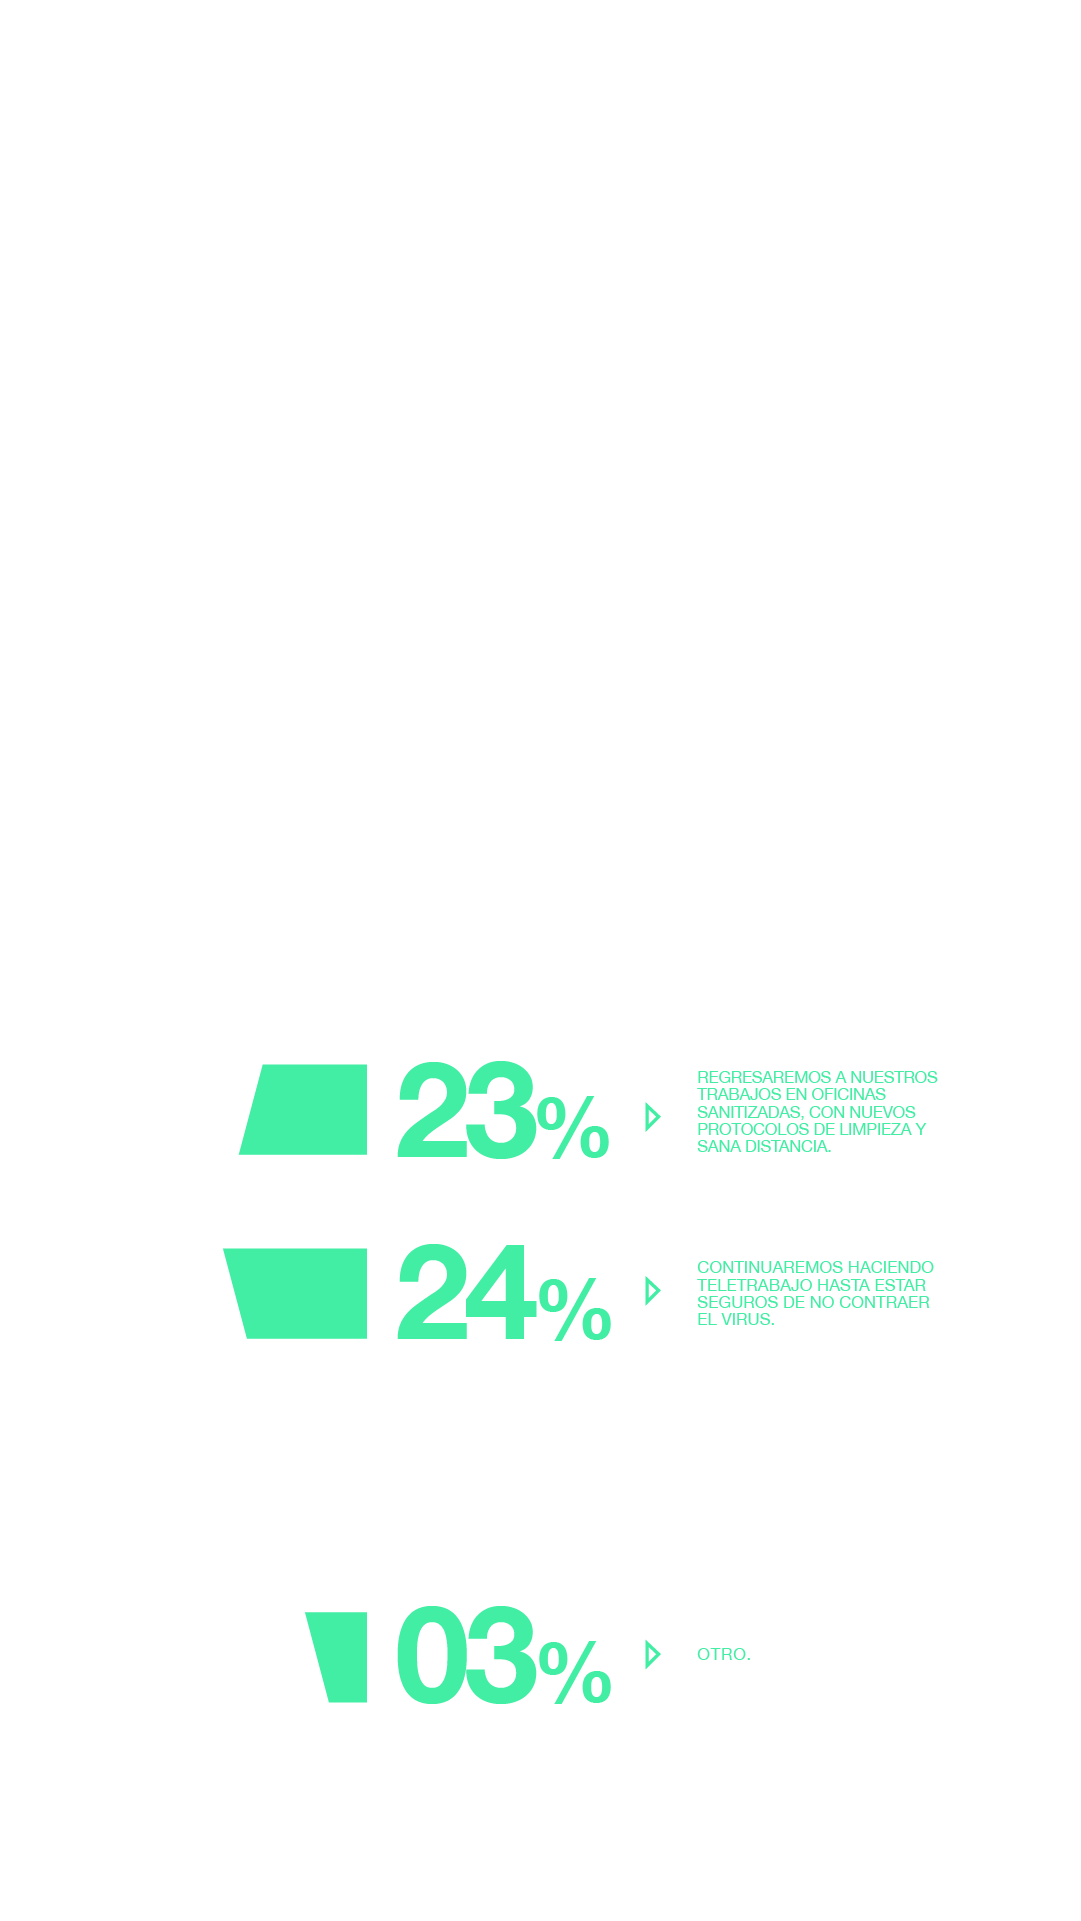 23%
REGRESAREMOS A NUESTROS
TRABAJOS EN OFICINAS
SANITIZADAS, CON NUEVOS
PROTOCOLOS DE LIMPIEZA Y
SANA DISTANCIA.
24%
CONTINUAREMOS HACIENDO
TELETRABAJO HASTA ESTAR
SEGUROS DE NO CONTRAER
EL VIRUS.
03%
OTRO.